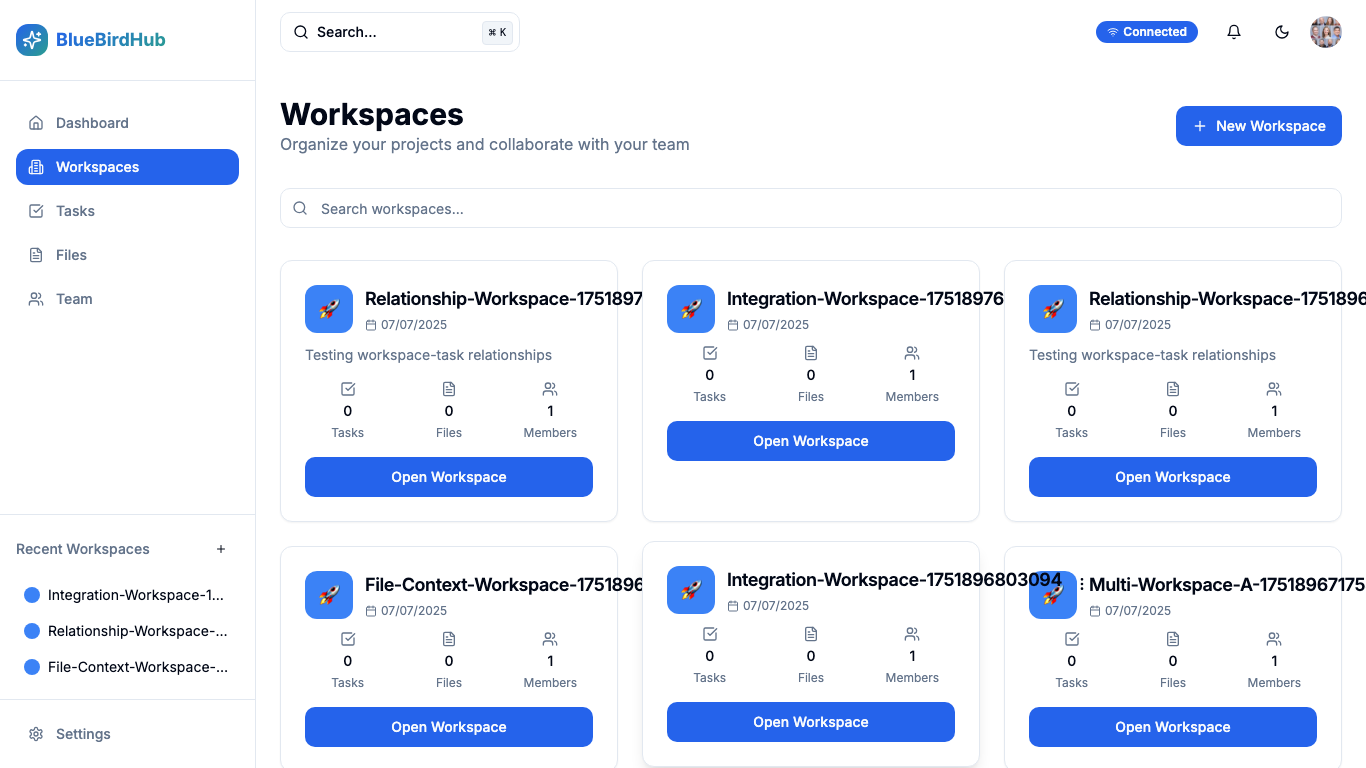 BlueBirdHub
Search...
⌘ K
Connected
Dashboard
Workspaces
Tasks
Files
Team
Recent Workspaces
Integration-Workspace-1...
Relationship-Workspace-...
File-Context-Workspace-...
Settings
Workspaces
Organize your projects and collaborate with your team
New Workspace
Search workspaces...
Relationship-Workspace-1751897
07/07/2025
Testing workspace-task relationships
0 0 1
Tasks Files Members
Open Workspace
Integration-Workspace-17518976
07/07/2025
0 0 1
Tasks Files Members
Open Workspace
Relationship-Workspace-1751896
07/07/2025
Testing workspace-task relationships
0 0 1
Tasks Files Members
Open Workspace
File-Context-Workspace-1751896
07/07/2025
0 0 1
Tasks Files Members
Open Workspace
Integration-Workspace-1751896803094
07/07/2025
0 0 1
Tasks Files Members
Open Workspace
Multi-Workspace-A-17518967175
07/07/2025
0 0 1
Tasks Files Members
Open Workspace